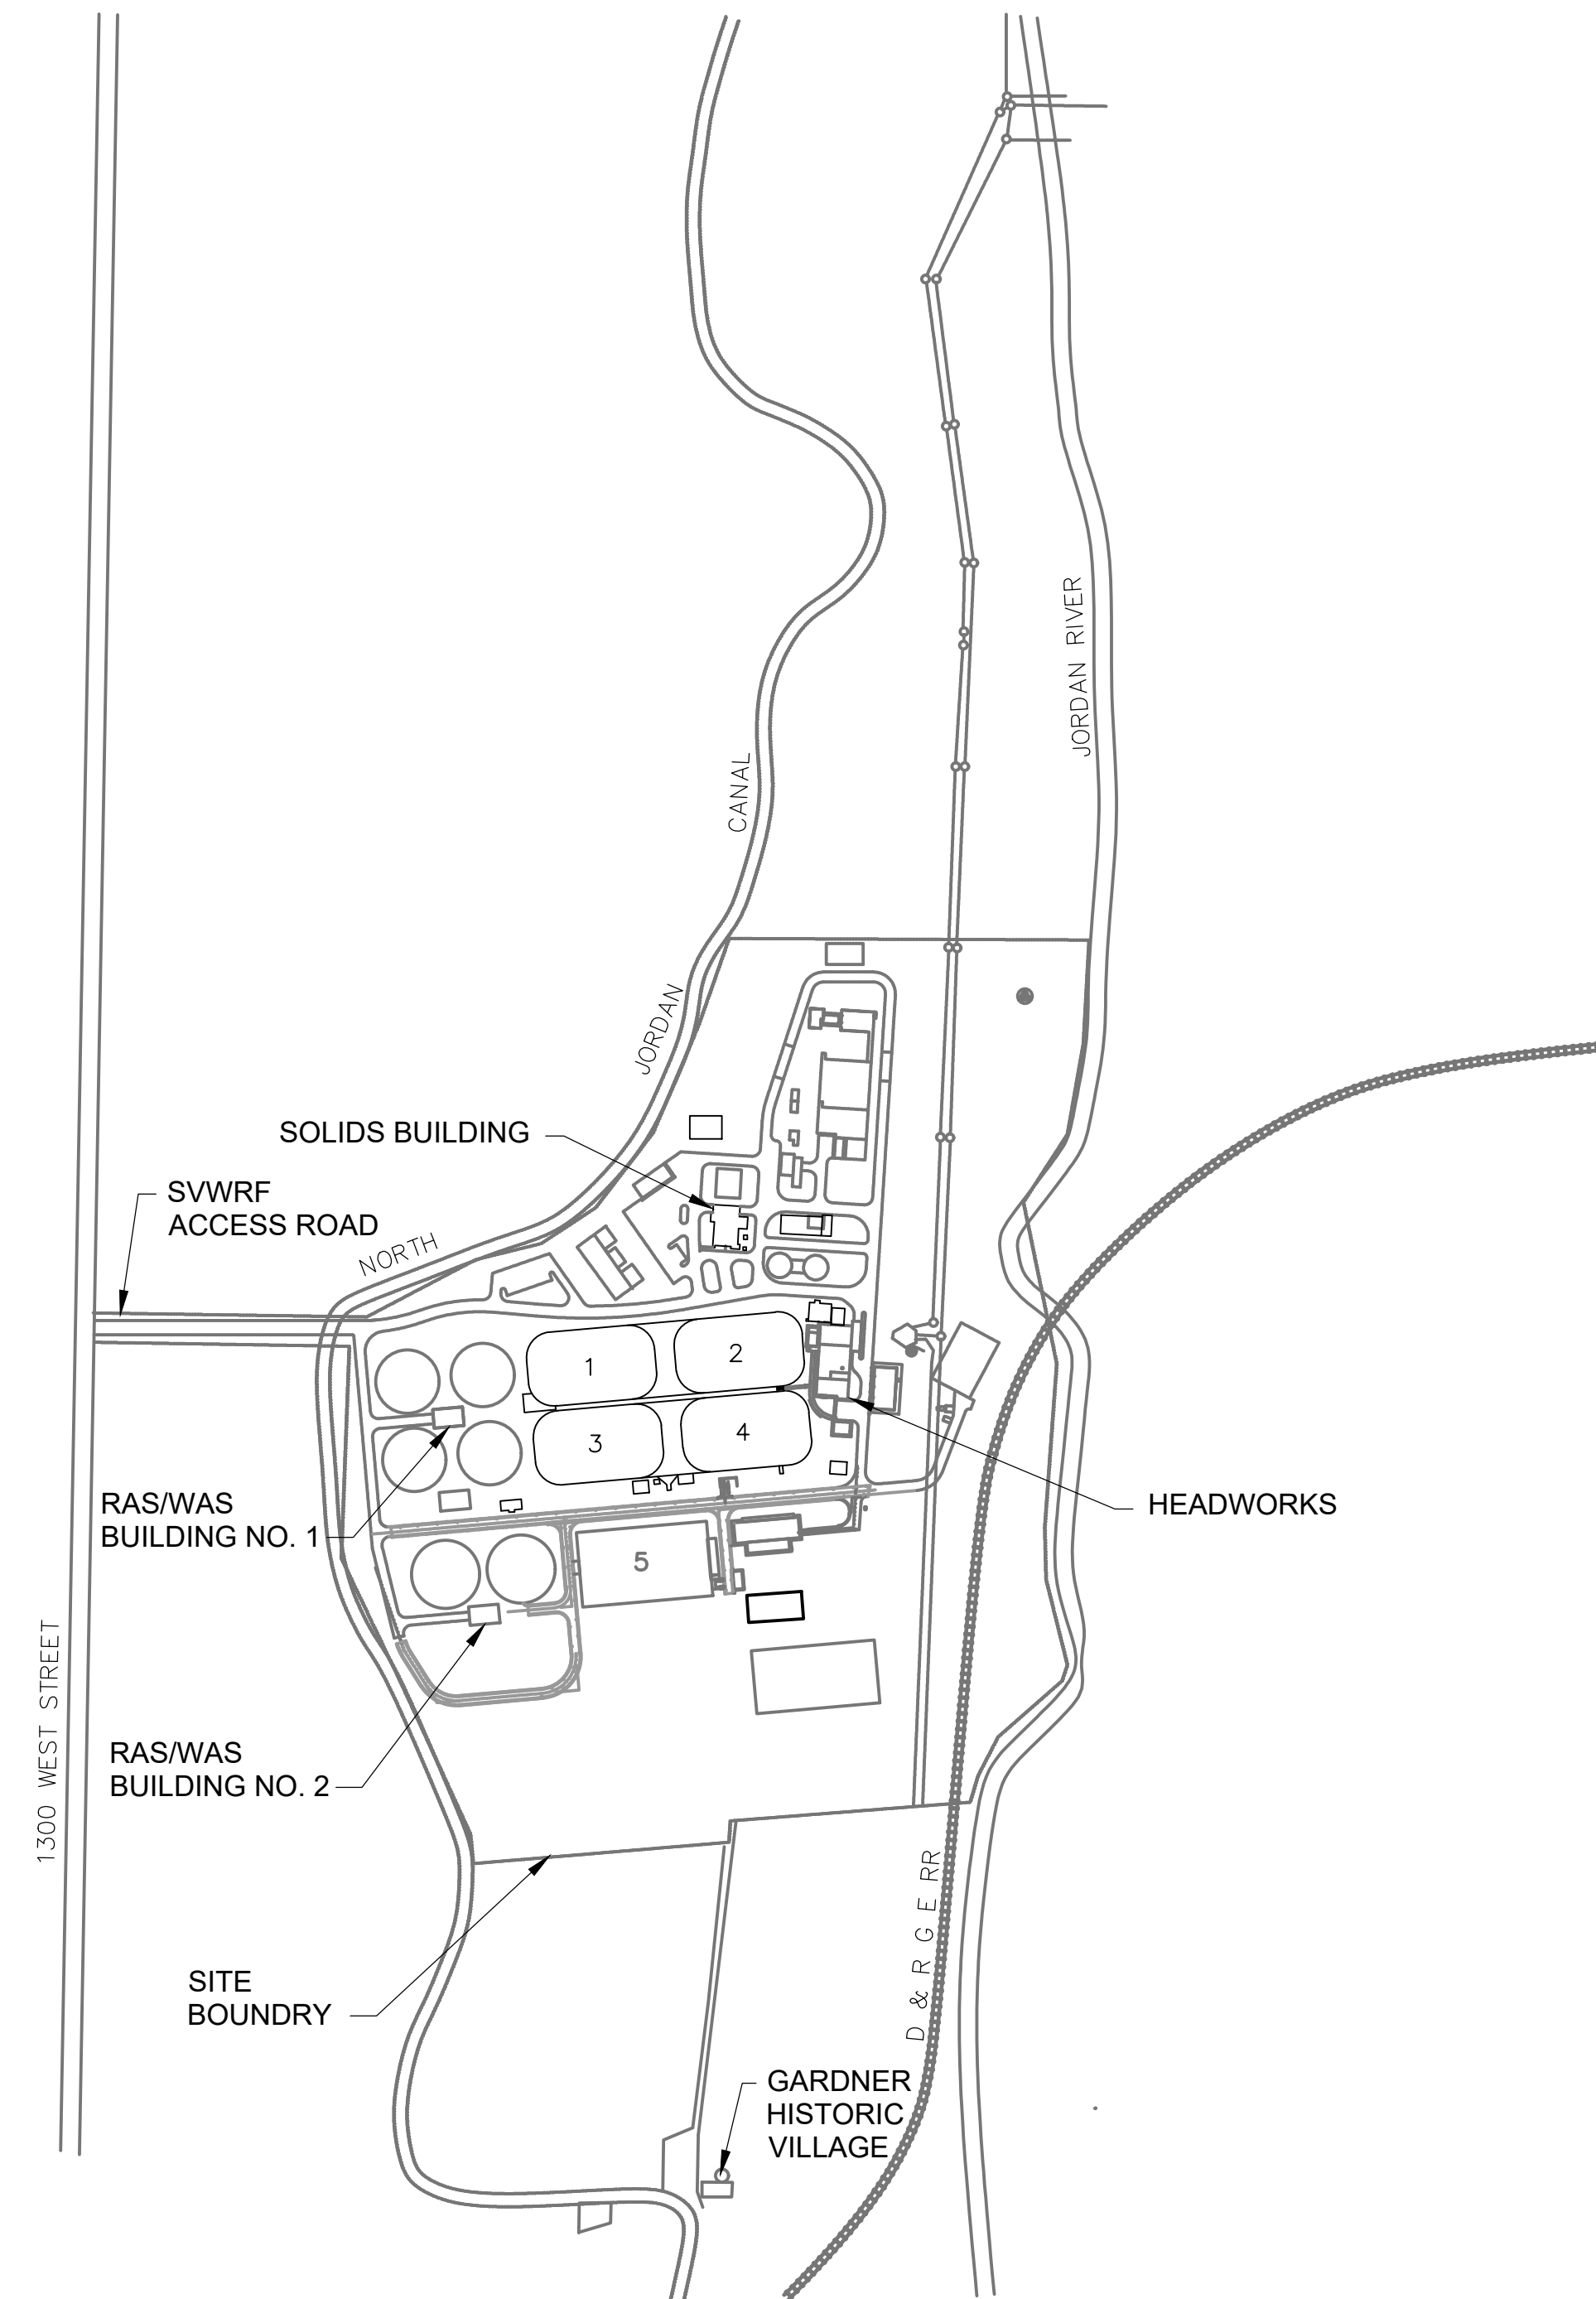 JORDAN RIVER
CANAL
JORDAN
SOLIDS BUILDING
SVWRF
ACCESS ROAD
NORTH
1
2
3
4
RAS/WAS
BUILDING NO. 1
HEADWORKS
5
1300 WEST STREET
RAS/WAS
BUILDING NO. 2
D & R G E RR
SITE
BOUNDRY
GARDNER
HISTORIC
VILLAGE